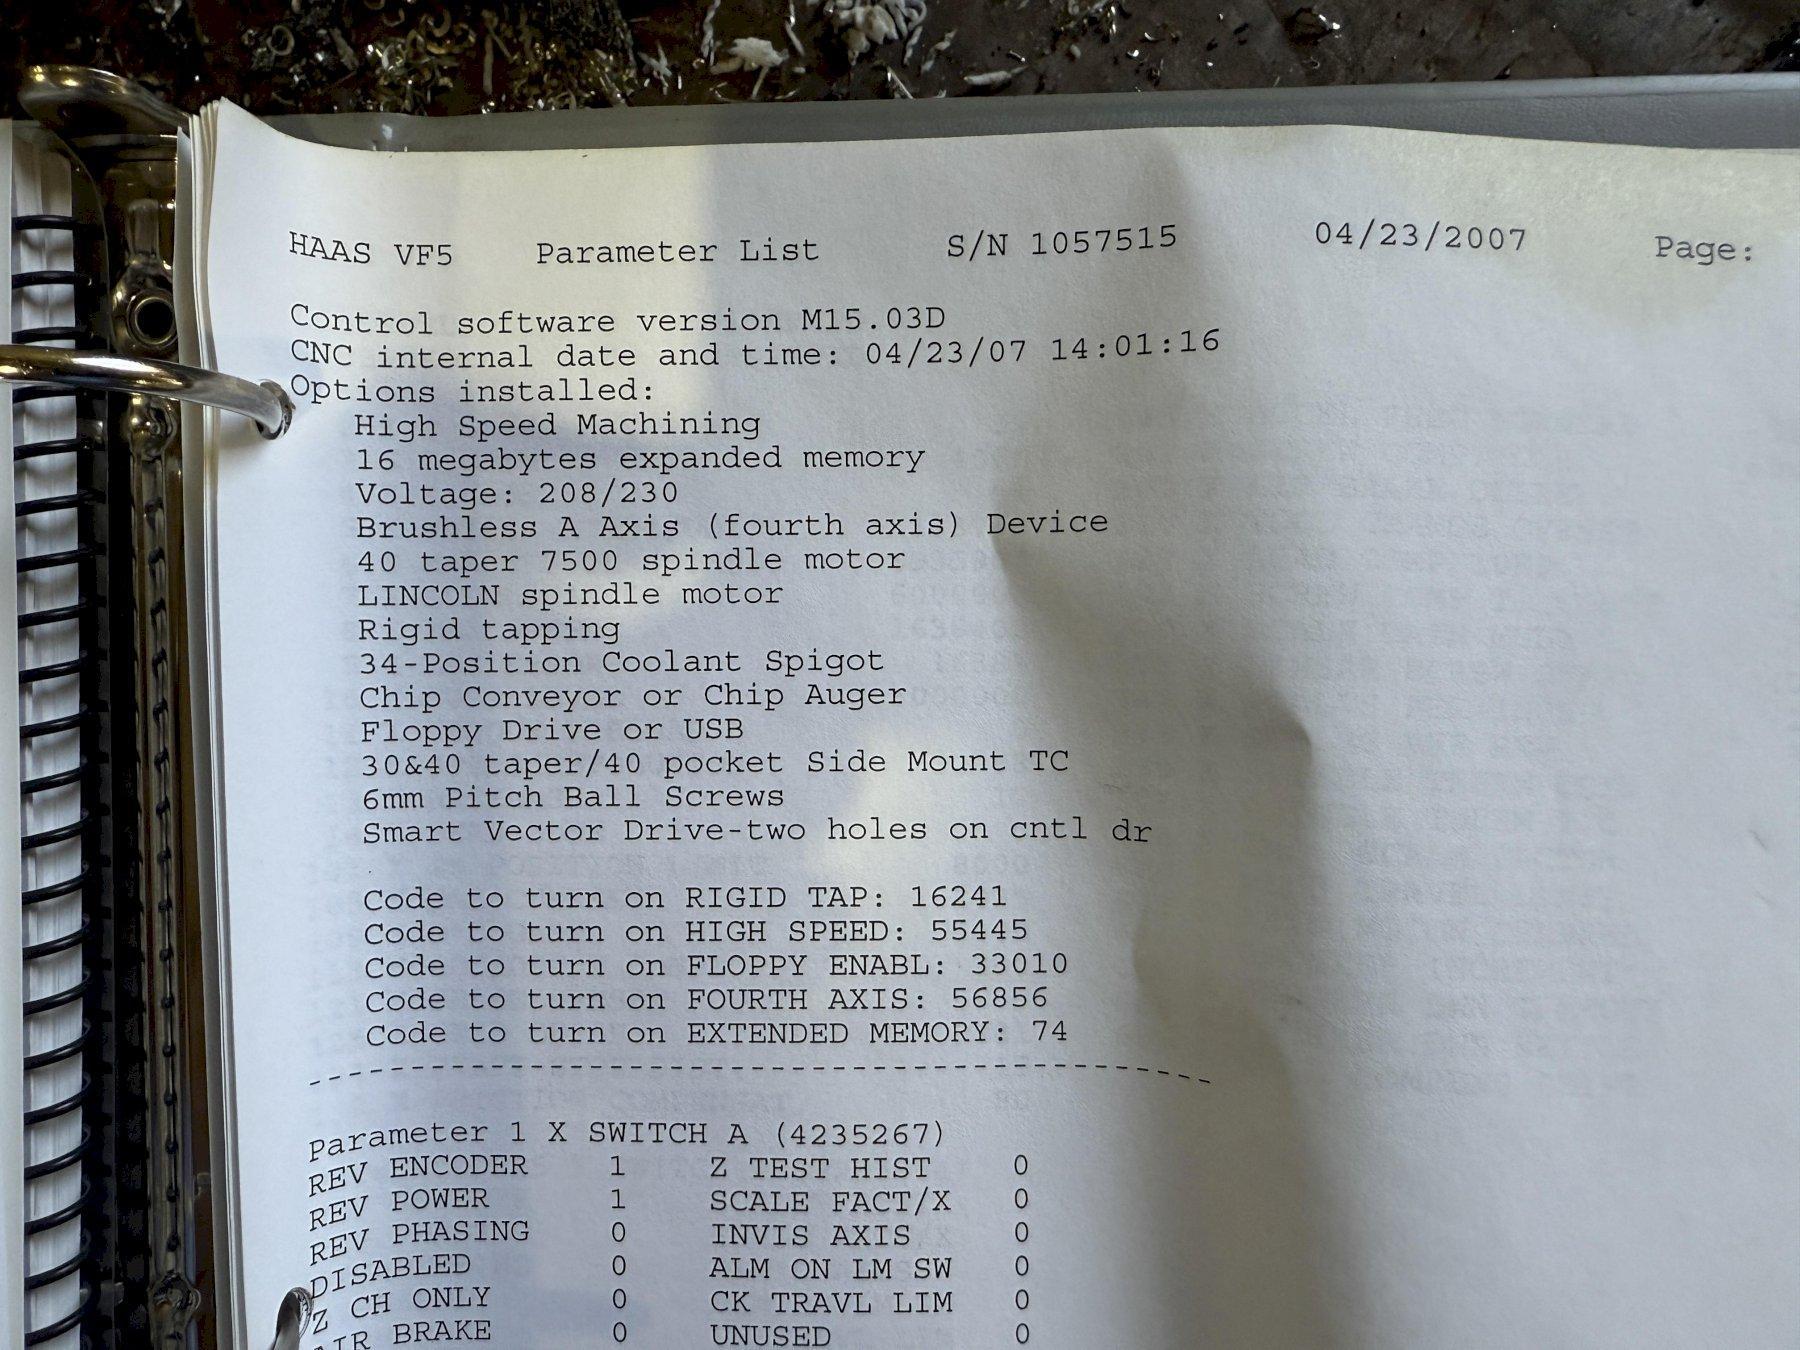 HAAS VF5 Parameter List S/N 1057515 04/23/2007 Page:
Control software version M15.03D
CNC internal date and time: 04/23/07 14:01:16
Options installed:
High Speed Machining
16 megabytes expanded memory
Voltage: 208/230
Brushless A Axis (fourth axis) Device
40 taper 7500 spindle motor
LINCOLN spindle motor
Rigid tapping
34-Position Coolant Spigot
Chip Conveyor or Chip Auger
Floppy Drive or USB
30&40 taper/40 pocket Side Mount TC
6mm Pitch Ball Screws
Smart Vector Drive-two holes on cntl dr
Code to turn on RIGID TAP: 16241
Code to turn on HIGH SPEED: 55445
Code to turn on FLOPPY ENABL: 33010
Code to turn on FOURTH AXIS: 56856
Code to turn on EXTENDED MEMORY: 74
--------------------------------------------
Parameter 1 X SWITCH A (4235267)
REV ENCODER 1 Z TEST HIST 0
REV POWER 1 SCALE FACT/X 0
REV PHASING 0 INVIS AXIS 0
DISABLED 0 ALM ON LM SW 0
Z CH ONLY 0 CK TRAVL LIM 0
AIR BRAKE 0 UNUSED 0